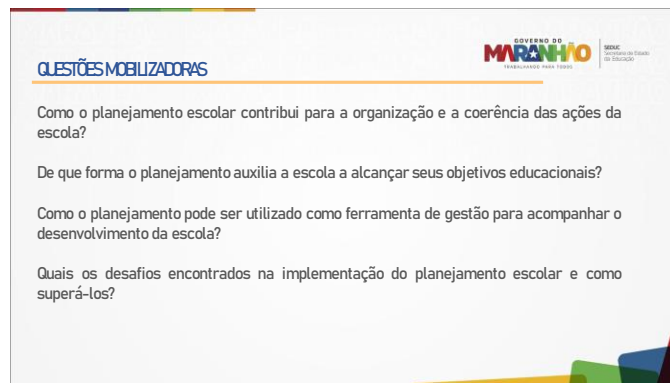 GOVERNO DO
MARANHÃO
TRABALHANDO PARA TODOS
SEDUC
Secretaria de Estado
da Educação
QUESTÕES MOBILIZADORAS
Como o planejamento escolar contribui para a organização e a coerência das ações da
escola?
De que forma o planejamento auxilia a escola a alcançar seus objetivos educacionais?
Como o planejamento pode ser utilizado como ferramenta de gestão para acompanhar o
desenvolvimento da escola?
Quais os desafios encontrados na implementação do planejamento escolar e como
superá-los?